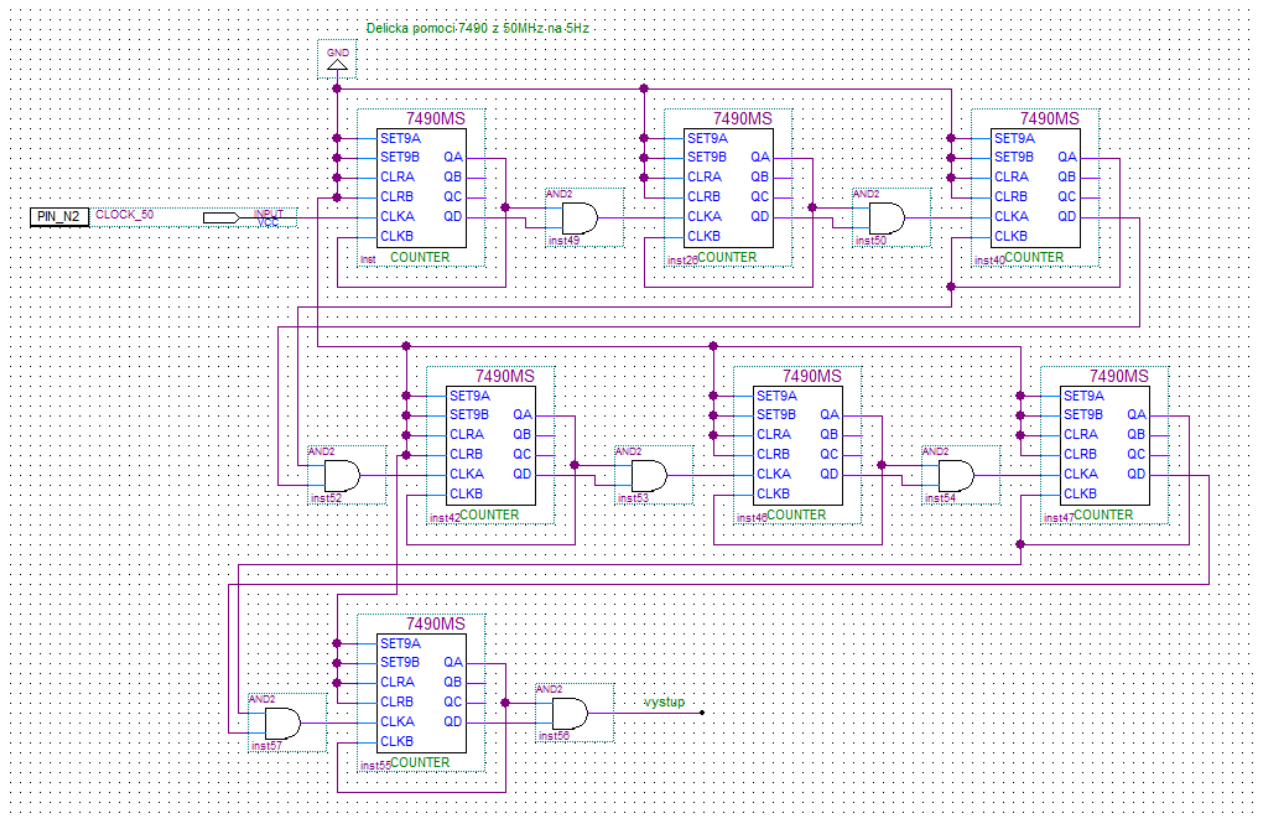 Delicka pomoci 7490 z 50MHz na 5Hz
GND
7490MS
SET9A
SET9B QA
CLRA QB
CLRB QC
CLKA QD
CLKB
inst COUNTER
7490MS
SET9A
SET9B QA
CLRA QB
CLRB QC
CLKA QD
CLKB
inst26 COUNTER
7490MS
SET9A
SET9B QA
CLRA QB
CLRB QC
CLKA QD
CLKB
inst40 COUNTER
PIN_N2 CLOCK_50 INPUT
VCC
AND2
inst49
AND2
inst50
7490MS
SET9A
SET9B QA
CLRA QB
CLRB QC
CLKA QD
CLKB
inst42 COUNTER
7490MS
SET9A
SET9B QA
CLRA QB
CLRB QC
CLKA QD
CLKB
inst46 COUNTER
7490MS
SET9A
SET9B QA
CLRA QB
CLRB QC
CLKA QD
CLKB
inst47 COUNTER
AND2
inst52
AND2
inst53
AND2
inst54
7490MS
SET9A
SET9B QA
CLRA QB
CLRB QC
CLKA QD
CLKB
inst55 COUNTER
AND2
inst57
AND2
inst56
vystup